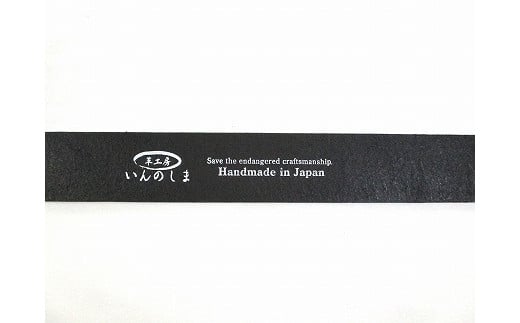 革工房
いんのしま
Save the endangered craftsmanship.
Handmade in Japan